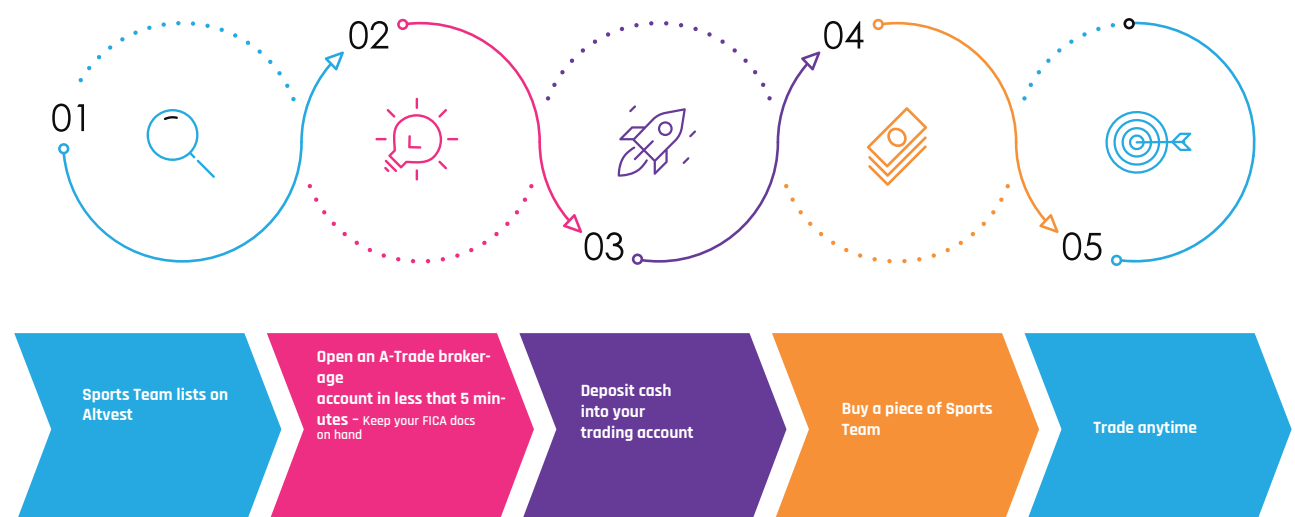 01
02
03
04
05
Sports Team lists on
Altvest
Open an A-Trade broker-
age
account in less that 5 min-
utes – Keep your FICA docs
on hand
Deposit cash
into your
trading account
Buy a piece of Sports
Team
Trade anytime